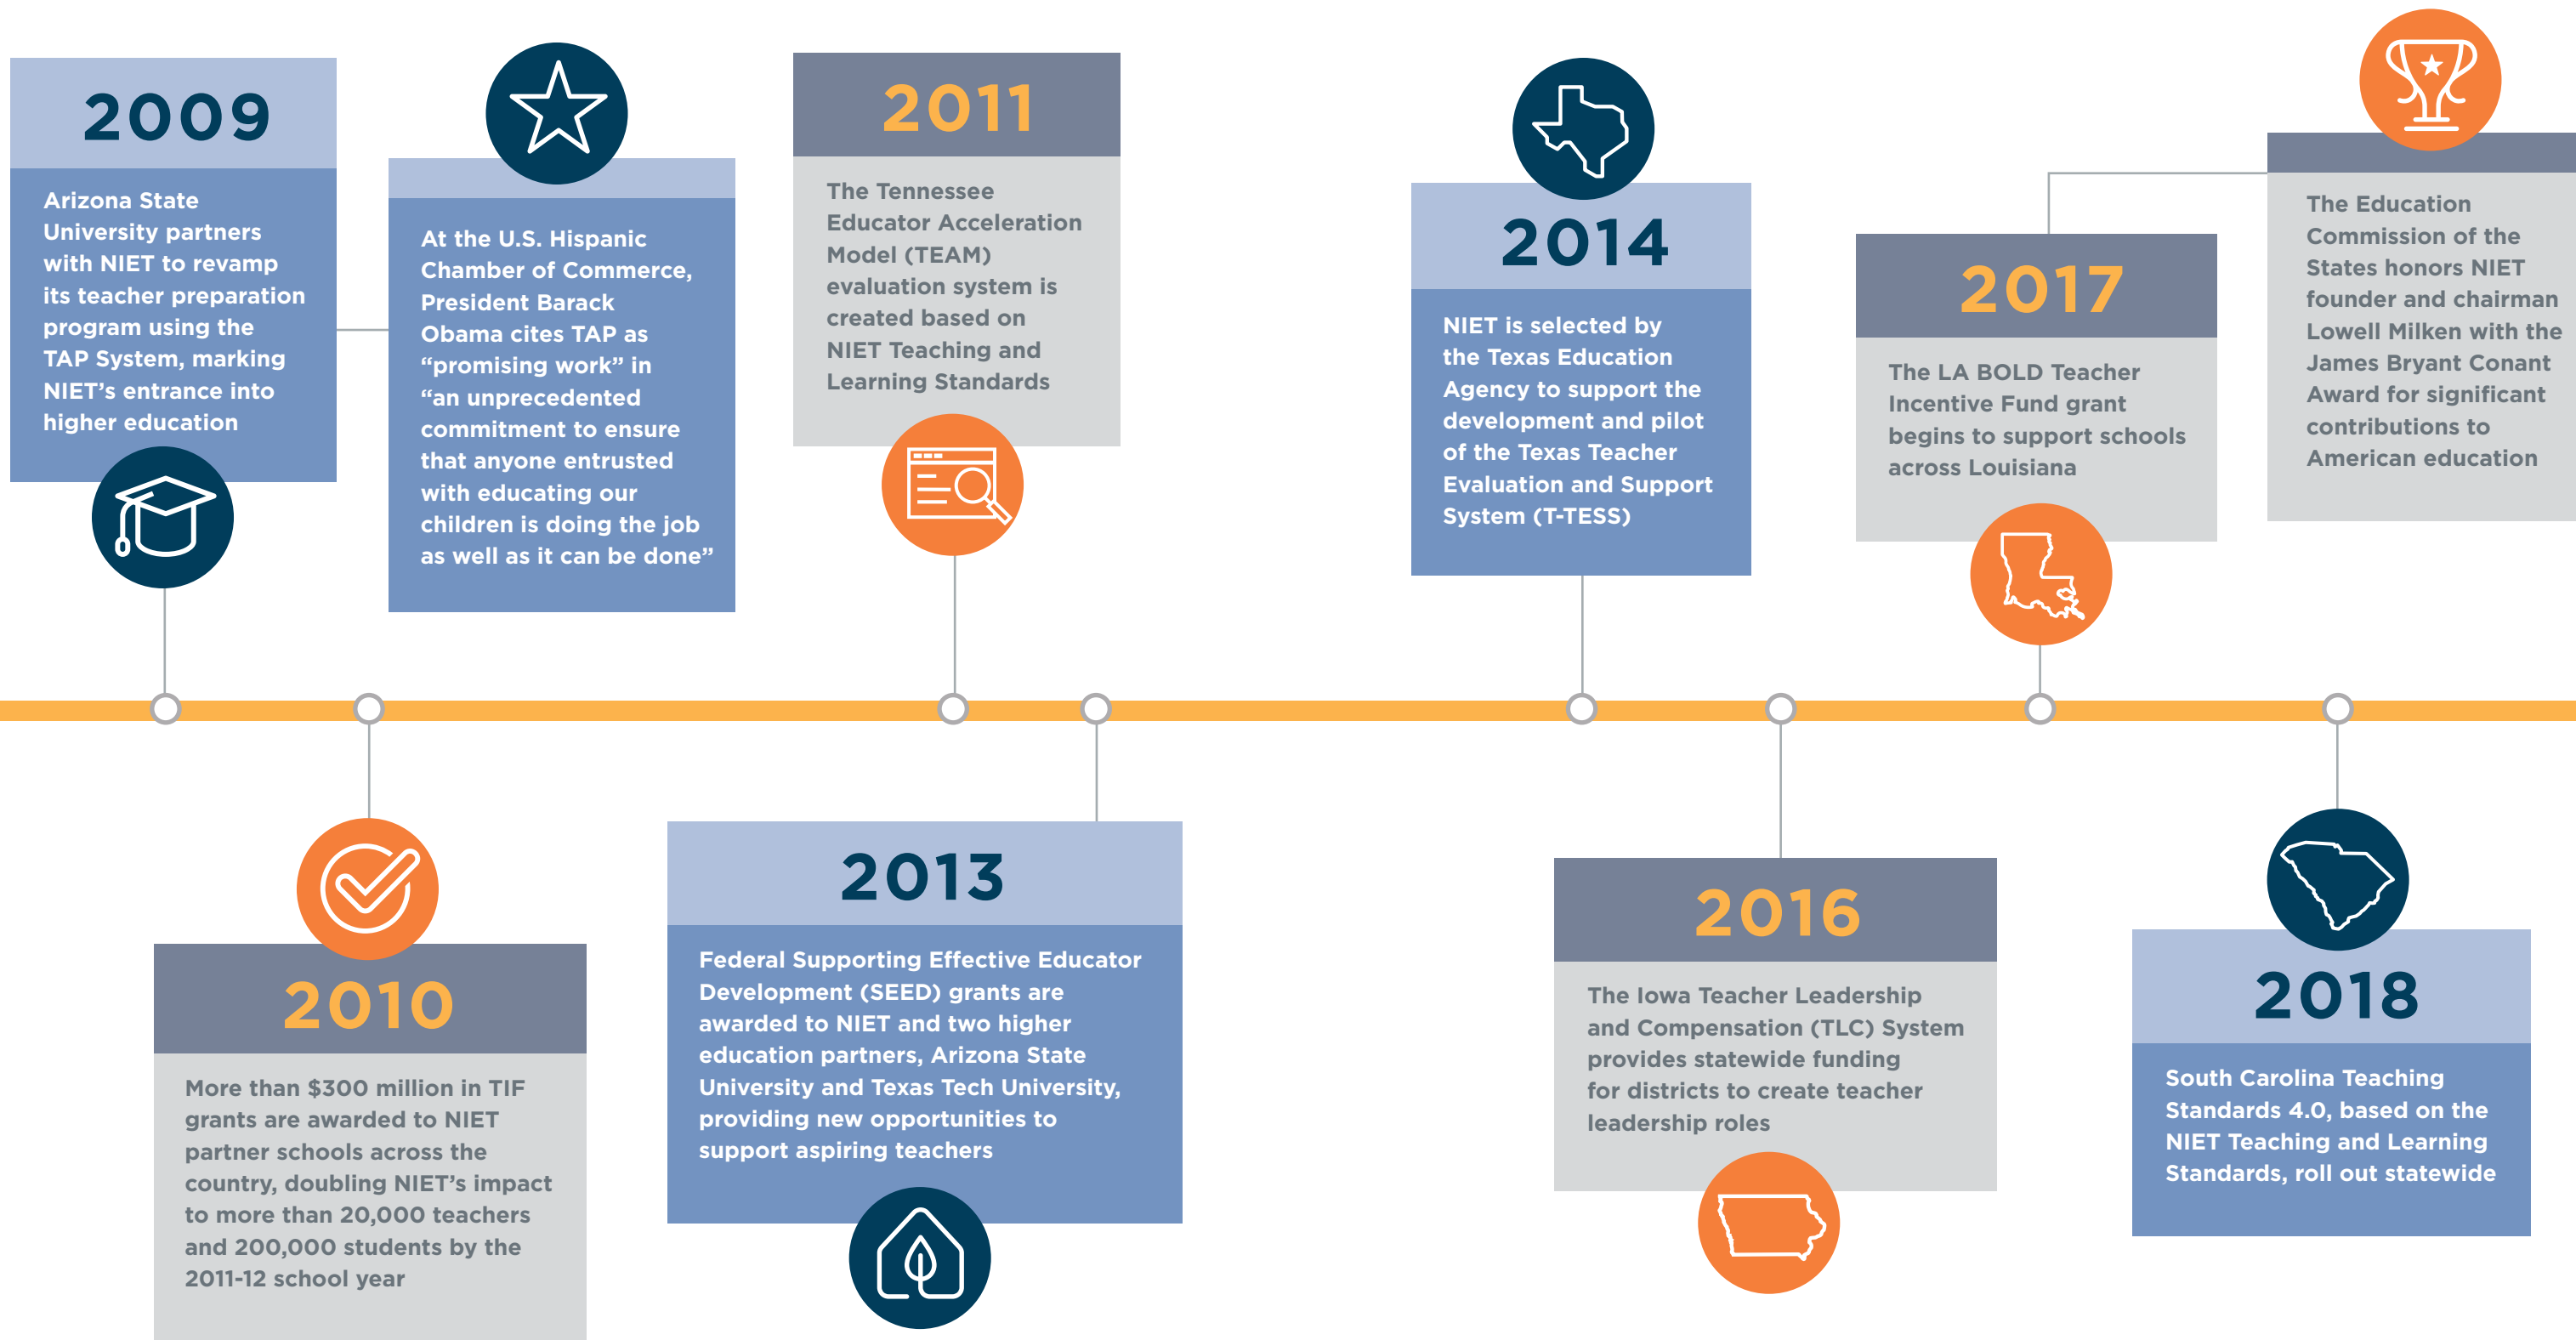 2009
Arizona State
University partners
with NIET to revamp
its teacher preparation
program using the
TAP System, marking
NIET’s entrance into
higher education
At the U.S. Hispanic
Chamber of Commerce,
President Barack
Obama cites TAP as
“promising work” in
“an unprecedented
commitment to ensure
that anyone entrusted
with educating our
children is doing the job
as well as it can be done”
2010
More than $300 million in TIF
grants are awarded to NIET
partner schools across the
country, doubling NIET’s impact
to more than 20,000 teachers
and 200,000 students by the
2011-12 school year
2011
The Tennessee
Educator Acceleration
Model (TEAM)
evaluation system is
created based on
NIET Teaching and
Learning Standards
2013
Federal Supporting Effective Educator
Development (SEED) grants are
awarded to NIET and two higher
education partners, Arizona State
University and Texas Tech University,
providing new opportunities to
support aspiring teachers
2014
NIET is selected by
the Texas Education
Agency to support the
development and pilot
of the Texas Teacher
Evaluation and Support
System (T-TESS)
2016
The Iowa Teacher Leadership
and Compensation (TLC) System
provides statewide funding
for districts to create teacher
leadership roles
2017
The LA BOLD Teacher
Incentive Fund grant
begins to support schools
across Louisiana
The Education
Commission of the
States honors NIET
founder and chairman
Lowell Milken with the
James Bryant Conant
Award for significant
contributions to
American education
2018
South Carolina Teaching
Standards 4.0, based on the
NIET Teaching and Learning
Standards, roll out statewide